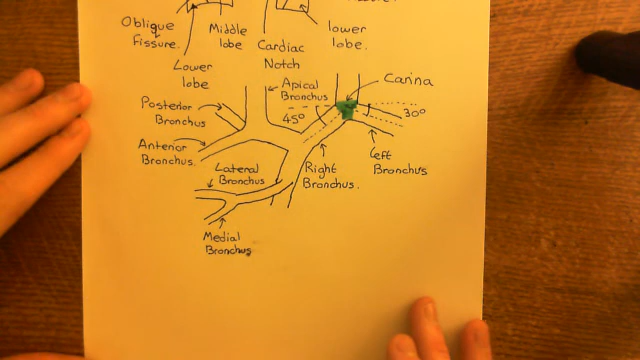 Oblique
Fissure.
Middle
lobe
Lower
lobe
Cardiac
Notch
lower
lobe.
Posterior
Bronchus
Apical
Bronchus
Carina
45°
30°
Anterior
Bronchus.
Lateral
Bronchus
Right
Bronchus.
Left
Bronchus
Medial
Bronchus